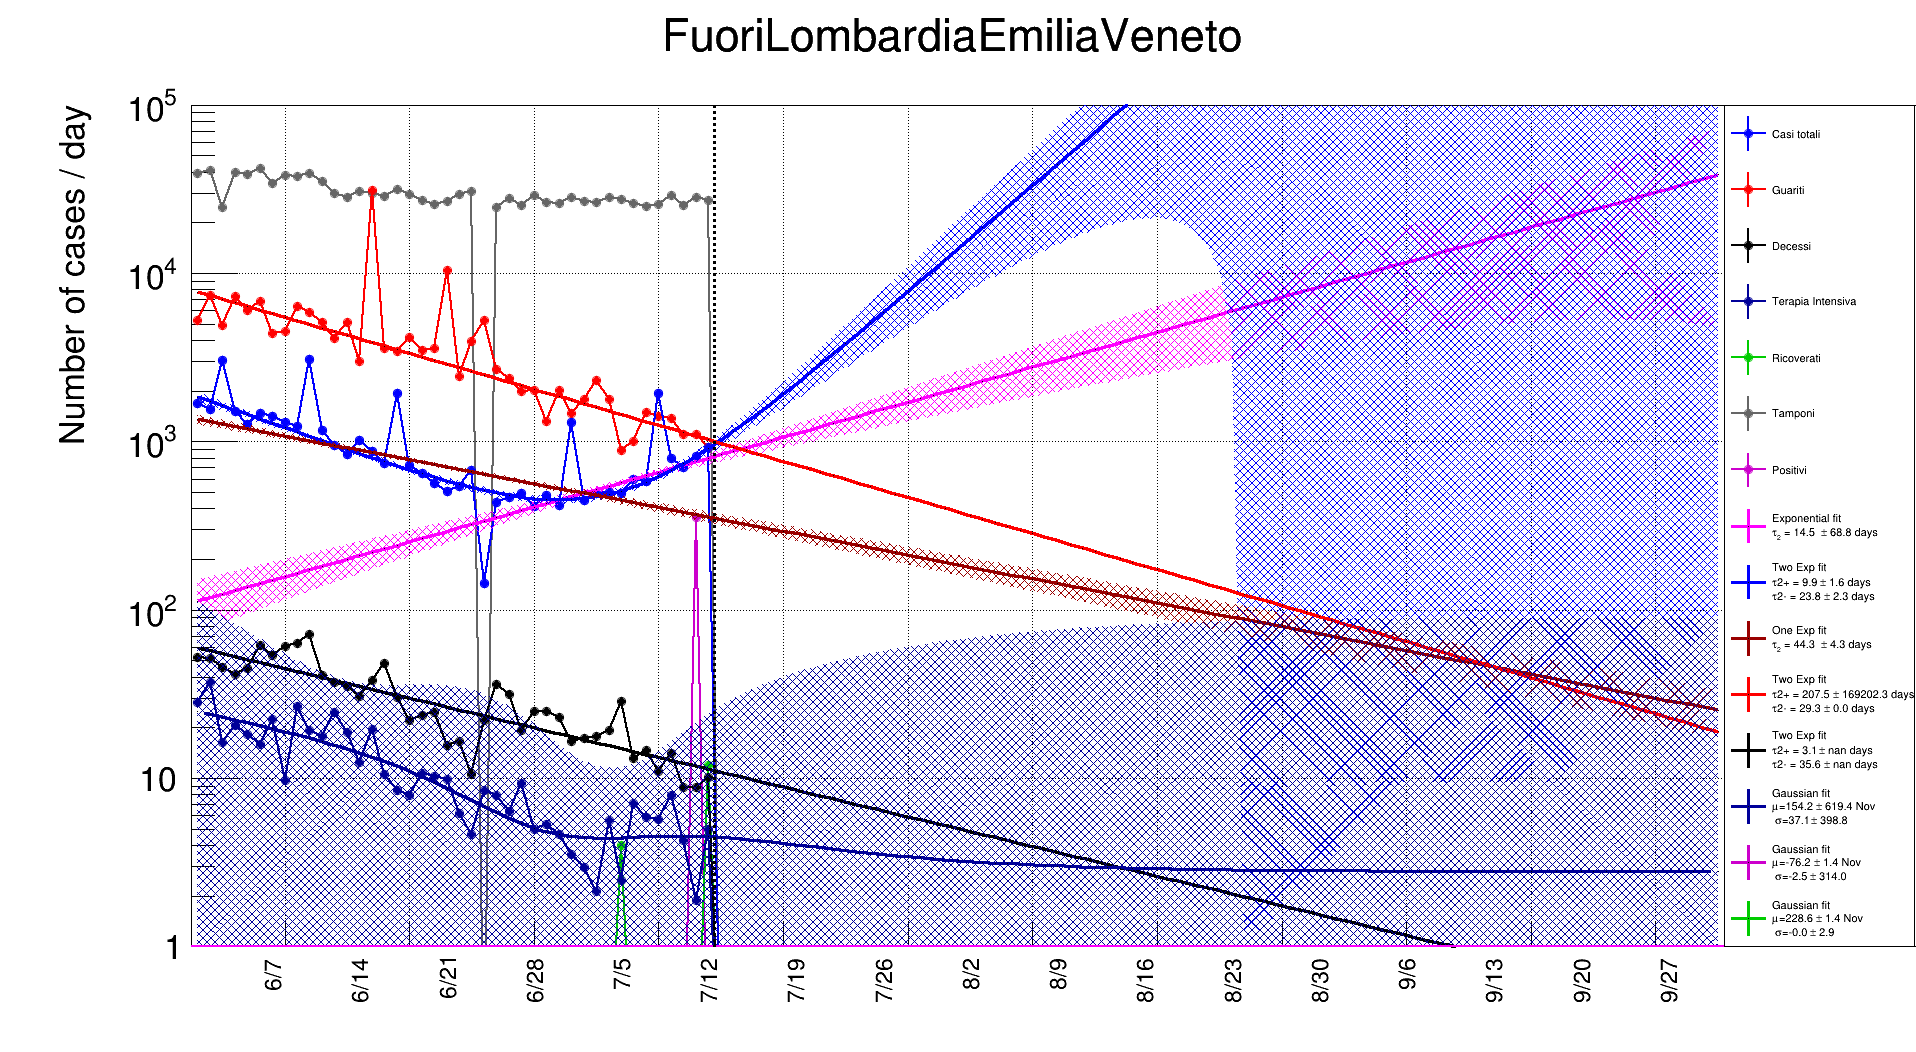 FuoriLombardiaEmiliaVeneto
Number of cases / day
10^5
10^4
10^3
10^2
10
1
6/7
6/14
6/21
6/28
7/5
7/12
7/19
7/26
8/2
8/9
8/16
8/23
8/30
9/6
9/13
9/20
9/27
Casi totali
Guariti
Decessi
Terapia Intensiva
Ricoverati
Tamponi
Positivi
Exponential fit
τ₂ = 14.5 ± 68.8 days
Two Exp fit
τ2+ = 9.9 ± 1.6 days
τ2- = 23.8 ± 2.3 days
One Exp fit
τ₂ = 44.3 ± 4.3 days
Two Exp fit
τ2+ = 207.5 ± 169202.3 days
τ2- = 29.3 ± 0.0 days
Two Exp fit
τ2+ = 3.1 ± nan days
τ2- = 35.6 ± nan days
Gaussian fit
μ=154.2 ± 619.4 Nov
σ=37.1 ± 398.8
Gaussian fit
μ=-76.2 ± 1.4 Nov
σ=-2.5 ± 314.0
Gaussian fit
μ=228.6 ± 1.4 Nov
σ=-0.0 ± 2.9